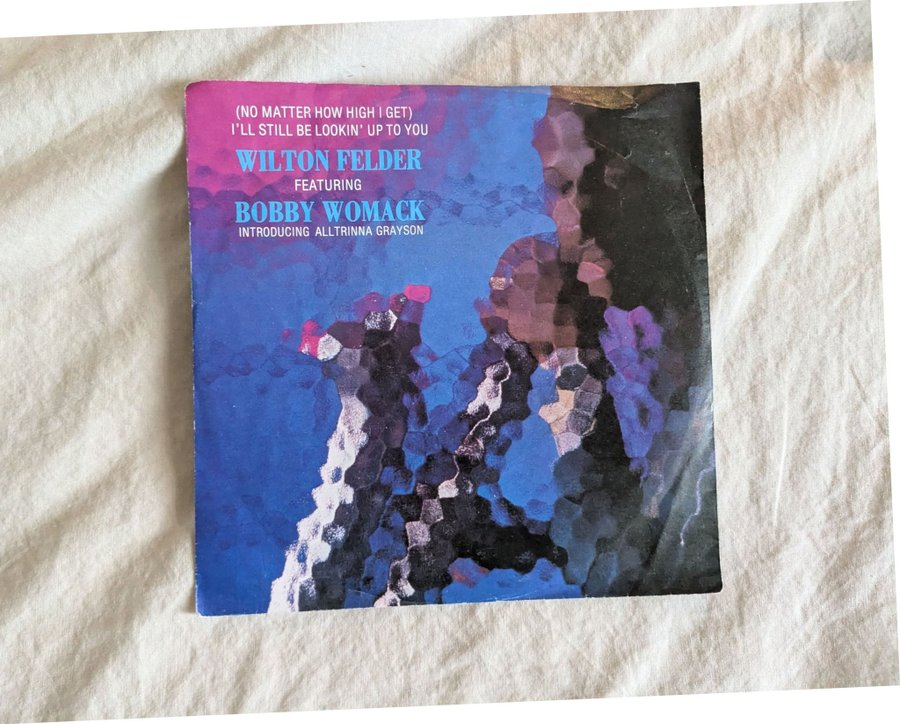 (NO MATTER HOW HIGH I GET)
I'LL STILL BE LOOKIN' UP TO YOU
WILTON FELDER
FEATURING
BOBBY WOMACK
INTRODUCING ALLTRINNA GRAYSON